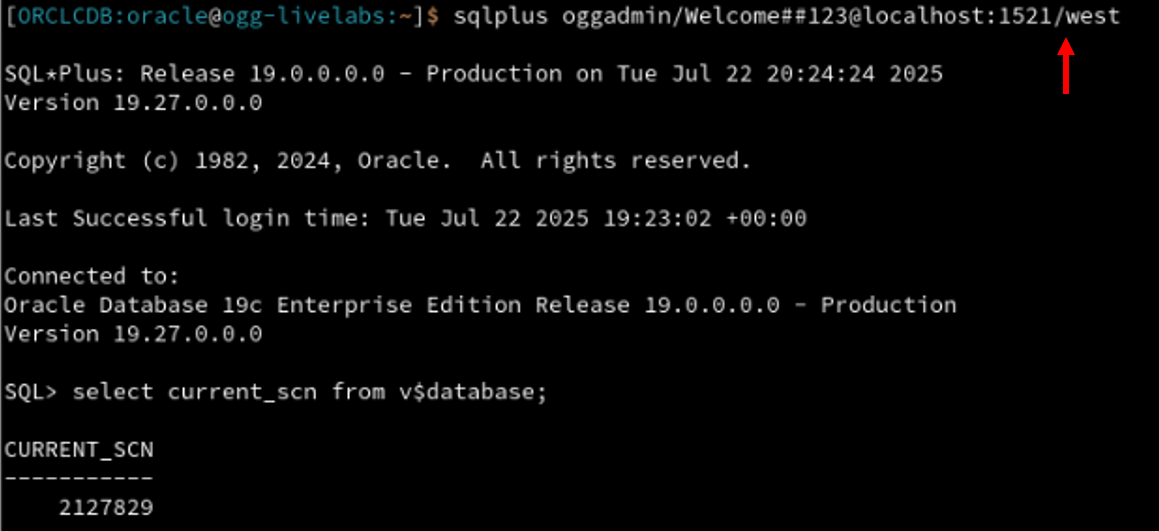 [ORCLCDB:oracle@ogg-livelabs:~]$ sqlplus oggadmin/Welcome##123@localhost:1521/west
SQL*Plus: Release 19.0.0.0.0 - Production on Tue Jul 22 20:24:24 2025
Version 19.27.0.0.0
Copyright (c) 1982, 2024, Oracle.  All rights reserved.
Last Successful login time: Tue Jul 22 2025 19:23:02 +00:00
Connected to:
Oracle Database 19c Enterprise Edition Release 19.0.0.0.0 - Production
Version 19.27.0.0.0
SQL> select current_scn from v$database;
CURRENT_SCN
-----------
    2127829